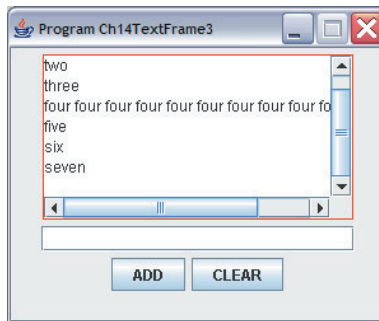 Program Ch14TextFrame3
two
three
four four four four four four four four four fo
five
six
seven
ADD CLEAR